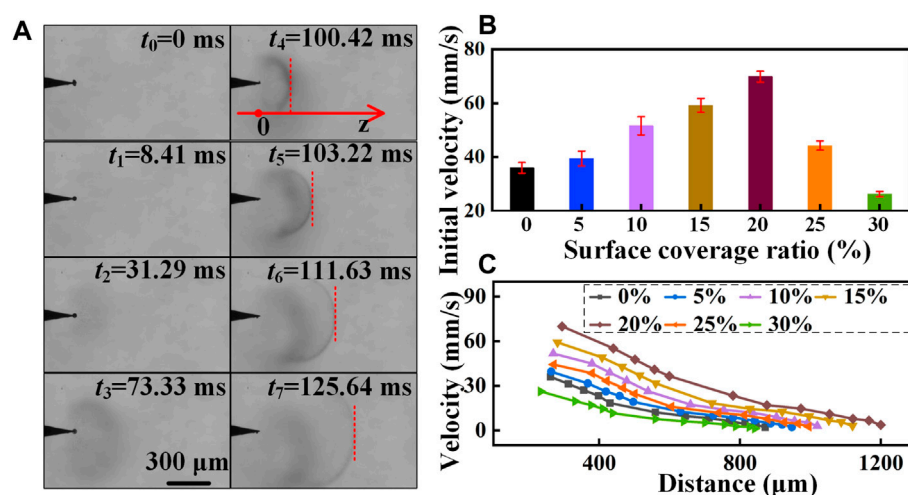 A
t0=0 ms
t4=100.42 ms
0
z
t1=8.41 ms
t5=103.22 ms
t2=31.29 ms
t6=111.63 ms
t3=73.33 ms
t7=125.64 ms
300 μm
B
Initial velocity (mm/s)
80
60
40
20
0 5 10 15 20 25 30
Surface coverage ratio (%)
C
Velocity (mm/s)
90
60
30
0
0% 5% 10% 15%
20% 25% 30%
400 800 1200
Distance (μm)